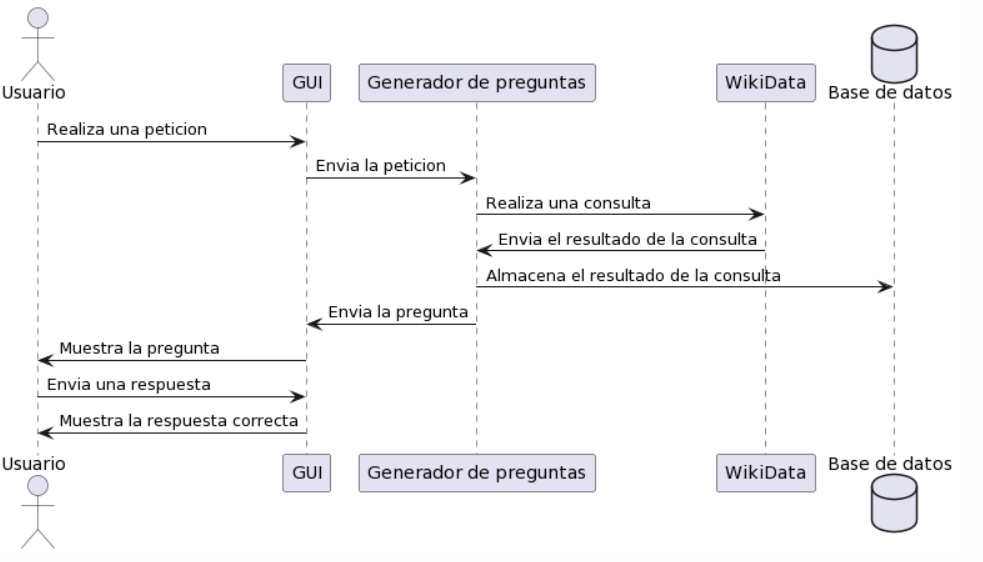 Usuario
GUI
Generador de preguntas
WikiData
Base de datos
Realiza una peticion
Envia la peticion
Realiza una consulta
Envia el resultado de la consulta
Almacena el resultado de la consulta
Envia la pregunta
Muestra la pregunta
Envia una respuesta
Muestra la respuesta correcta
Usuario
GUI
Generador de preguntas
WikiData
Base de datos